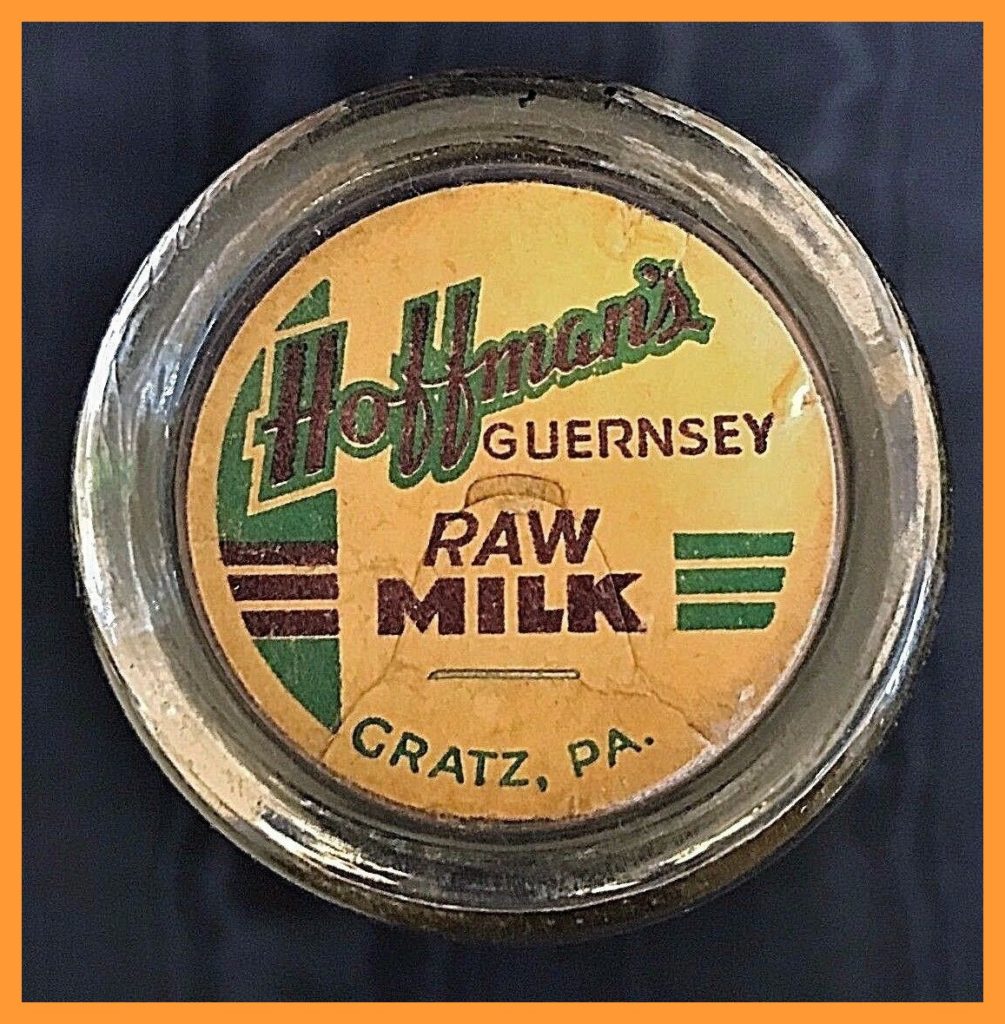 Hoffman's
GUERNSEY
RAW
MILK
GRATZ, PA.